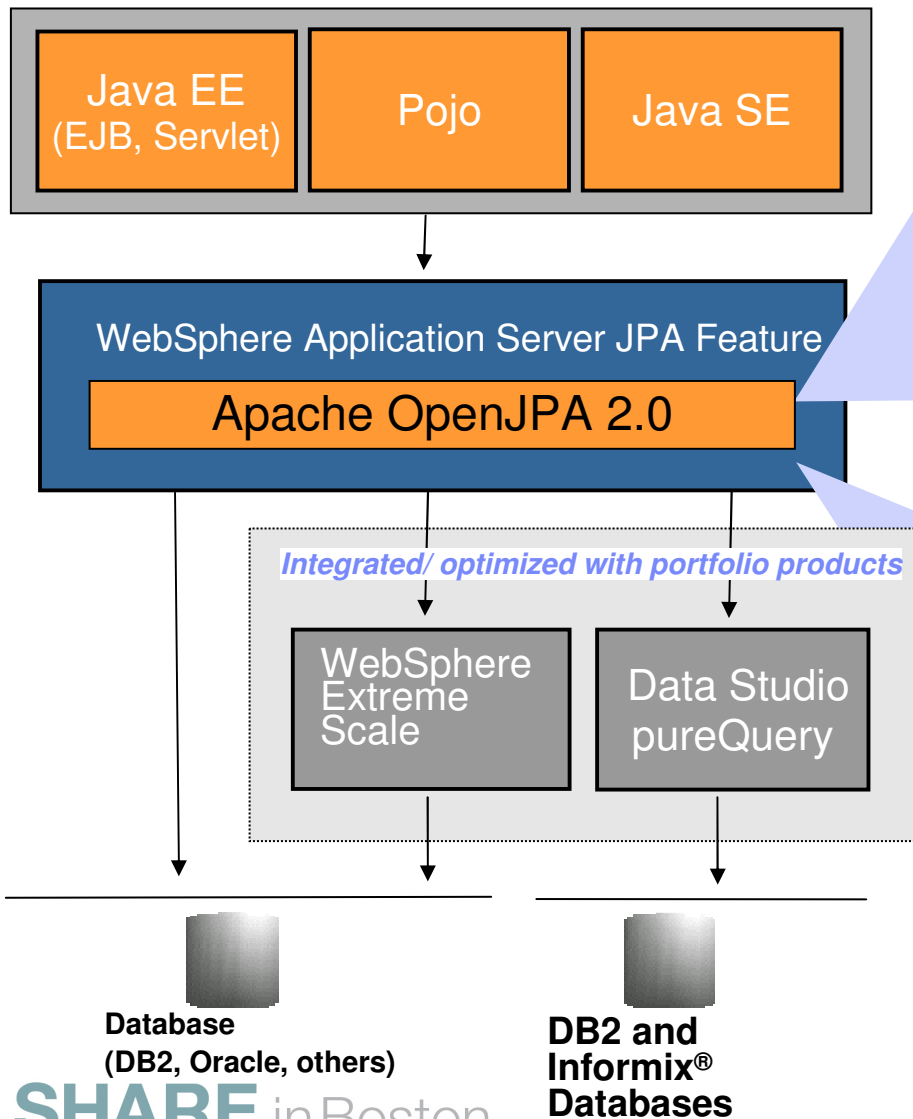 Java EE
(EJB, Servlet)
Pojo
Java SE
WebSphere Application Server JPA Feature
Apache OpenJPA 2.0
Integrated/ optimized with portfolio products
WebSphere
Extreme
Scale
Data Studio
pureQuery
Database
(DB2, Oracle, others)
DB2 and
Informix®
Databases
SHARE in Boston